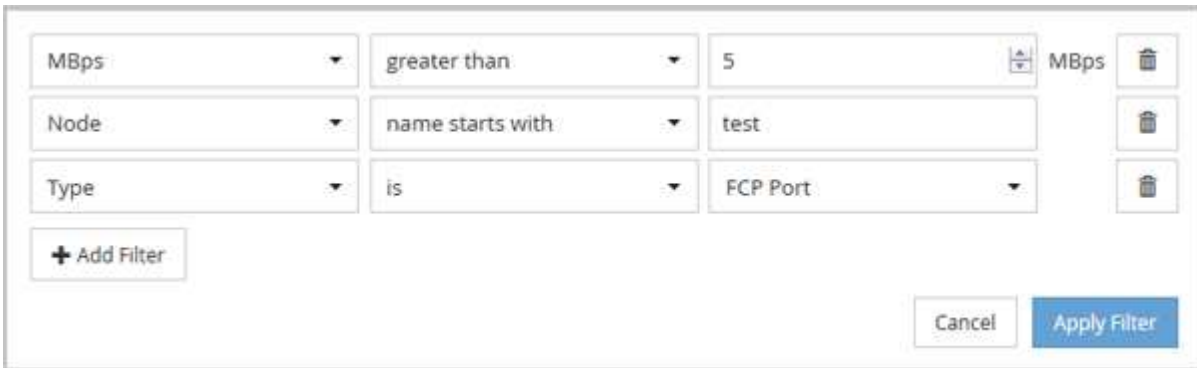 MBps greater than 5 MBps
Node name starts with test
Type is FCP Port
+ Add Filter
Cancel Apply Filter